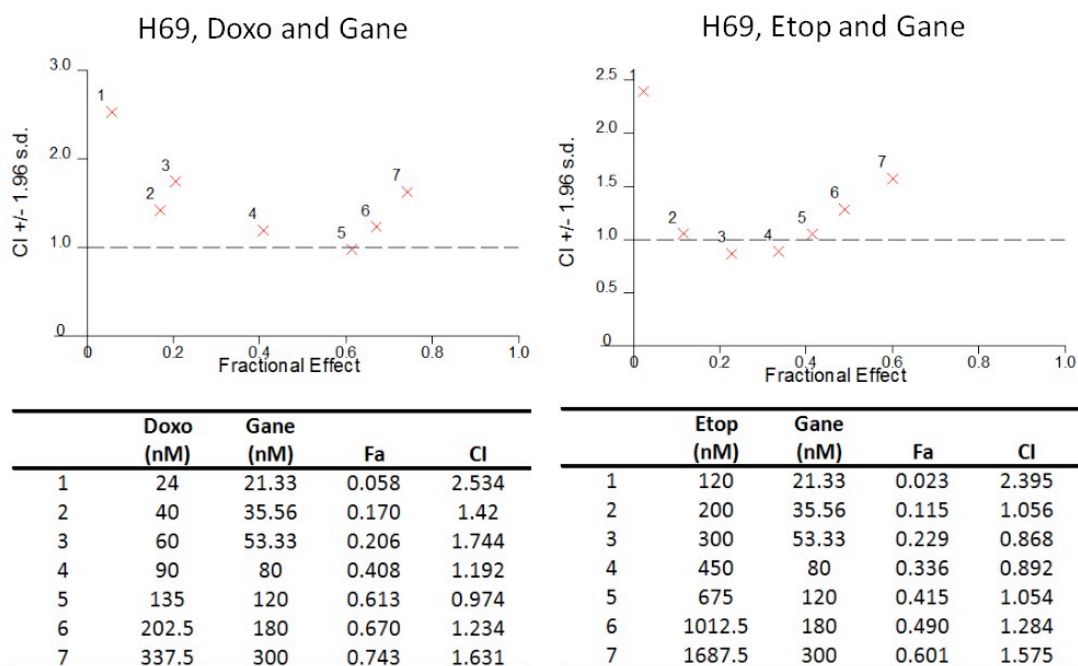 H69, Doxo and Gane
3.0
2.0
1.0
0
CI +/- 1.96 s.d.
1
2
3
4
5
6
7
0
0.2
0.4
0.6
0.8
1.0
Fractional Effect
Doxo Gane
(nM) (nM) Fa CI
1 24 21.33 0.058 2.534
2 40 35.56 0.170 1.42
3 60 53.33 0.206 1.744
4 90 80 0.408 1.192
5 135 120 0.613 0.974
6 202.5 180 0.670 1.234
7 337.5 300 0.743 1.631
H69, Etop and Gane
2.5
2.0
1.5
1.0
0.5
0
CI +/- 1.96 s.d.
1
2
3
4
5
6
7
0
0.2
0.4
0.6
0.8
1.0
Fractional Effect
Etop Gane
(nM) (nM) Fa CI
1 120 21.33 0.023 2.395
2 200 35.56 0.115 1.056
3 300 53.33 0.229 0.868
4 450 80 0.336 0.892
5 675 120 0.415 1.054
6 1012.5 180 0.490 1.284
7 1687.5 300 0.601 1.575